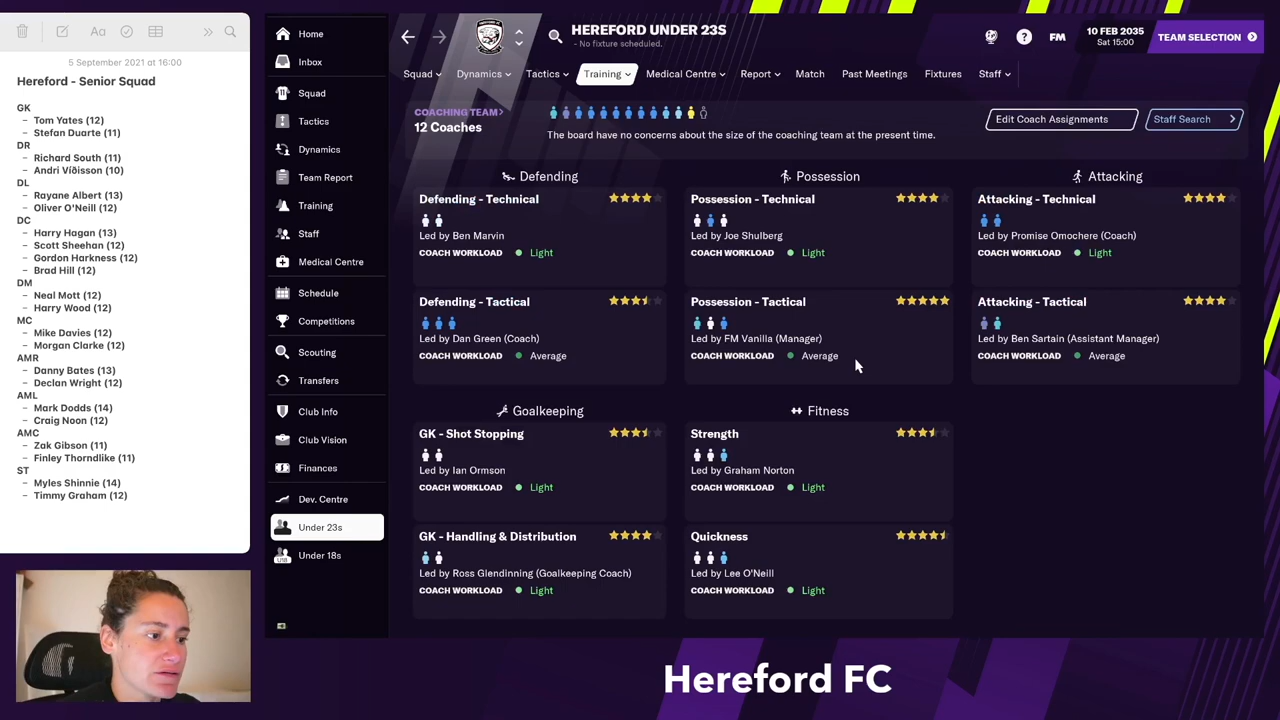 5 September 2021 at 16:00
Hereford - Senior Squad
GK
- Tom Yates (12)
- Stefan Duarte (11)
DR
- Richard South (11)
- Andri Víðisson (10)
DL
- Rayane Albert (13)
- Oliver O'Neill (12)
DC
- Harry Hagan (13)
- Scott Sheehan (12)
- Gordon Harkness (12)
- Brad Hill (12)
DM
- Neal Mott (12)
- Harry Wood (12)
MC
- Mike Davies (12)
- Morgan Clarke (12)
AMR
- Danny Bates (13)
- Declan Wright (12)
AML
- Mark Dodds (14)
- Craig Noon (12)
AMC
- Zak Gibson (11)
- Finley Thorndlike (11)
ST
- Myles Shinnie (14)
- Timmy Graham (12)
Aa
Home
Inbox
Squad
Tactics
Dynamics
Team Report
Training
Staff
Medical Centre
Schedule
Competitions
Scouting
Transfers
Club Info
Club Vision
Finances
Dev. Centre
Under 23s
Under 18s
HEREFORD UNDER 23S
- No fixture scheduled.
FM
10 FEB 2035
Sat 15:00
TEAM SELECTION
Squad
Dynamics
Tactics
Training
Medical Centre
Report
Match
Past Meetings
Fixtures
Staff
COACHING TEAM
12 Coaches
The board have no concerns about the size of the coaching team at the present time.
Edit Coach Assignments
Staff Search
Defending
Possession
Attacking
Defending - Technical
Led by Ben Marvin
COACH WORKLOAD Light
Possession - Technical
Led by Joe Shulberg
COACH WORKLOAD Light
Attacking - Technical
Led by Promise Omochere (Coach)
COACH WORKLOAD Light
Defending - Tactical
Led by Dan Green (Coach)
COACH WORKLOAD Average
Possession - Tactical
Led by FM Vanilla (Manager)
COACH WORKLOAD Average
Attacking - Tactical
Led by Ben Sartain (Assistant Manager)
COACH WORKLOAD Average
Goalkeeping
Fitness
GK - Shot Stopping
Led by Ian Ormson
COACH WORKLOAD Light
Strength
Led by Graham Norton
COACH WORKLOAD Light
GK - Handling & Distribution
Led by Ross Glendinning (Goalkeeping Coach)
COACH WORKLOAD Light
Quickness
Led by Lee O'Neill
COACH WORKLOAD Light
Hereford FC